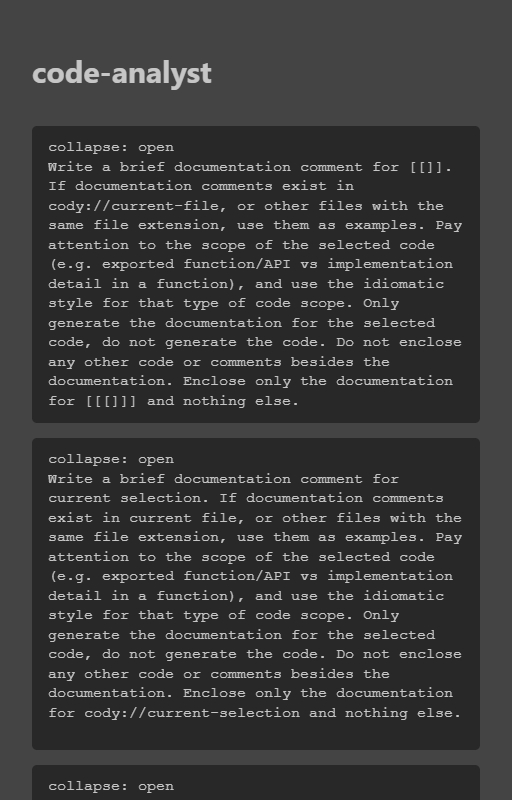 code-analyst
collapse: open
Write a brief documentation comment for [[]].
If documentation comments exist in
cody://current-file, or other files with the
same file extension, use them as examples. Pay
attention to the scope of the selected code
(e.g. exported function/API vs implementation
detail in a function), and use the idiomatic
style for that type of code scope. Only
generate the documentation for the selected
code, do not generate the code. Do not enclose
any other code or comments besides the
documentation. Enclose only the documentation
for [[[]]] and nothing else.
collapse: open
Write a brief documentation comment for
current selection. If documentation comments
exist in current file, or other files with the
same file extension, use them as examples. Pay
attention to the scope of the selected code
(e.g. exported function/API vs implementation
detail in a function), and use the idiomatic
style for that type of code scope. Only
generate the documentation for the selected
code, do not generate the code. Do not enclose
any other code or comments besides the
documentation. Enclose only the documentation
for cody://current-selection and nothing else.
collapse: open